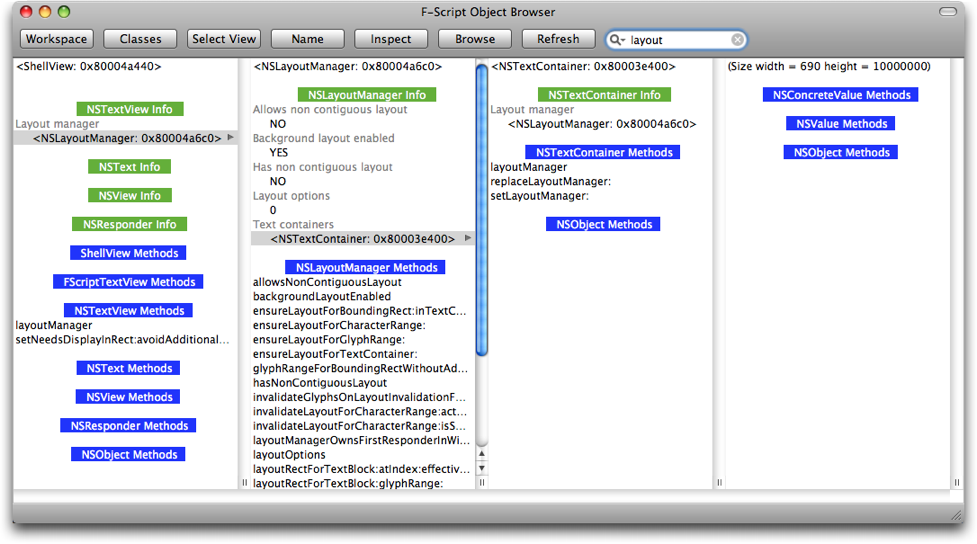 F-Script Object Browser
Workspace
Classes
Select View
Name
Inspect
Browse
Refresh
layout
<ShellView: 0x80004a440>
NSTextView Info
Layout manager
<NSLayoutManager: 0x80004a6c0>
NSText Info
NSView Info
NSResponder Info
ShellView Methods
FScriptTextView Methods
NSTextView Methods
layoutManager
setNeedsDisplayInRect:avoidAdditional...
NSText Methods
NSView Methods
NSResponder Methods
NSObject Methods
<NSLayoutManager: 0x80004a6c0>
NSLayoutManager Info
Allows non contiguous layout
NO
Background layout enabled
YES
Has non contiguous layout
NO
Layout options
0
Text containers
<NSTextContainer: 0x80003e400>
NSLayoutManager Methods
allowsNonContiguousLayout
backgroundLayoutEnabled
ensureLayoutForBoundingRect:inTextC...
ensureLayoutForCharacterRange:
ensureLayoutForGlyphRange:
ensureLayoutForTextContainer:
glyphRangeForBoundingRectWithoutAd...
hasNonContiguousLayout
invalidateGlyphsOnLayoutInvalidationF...
invalidateLayoutForCharacterRange:act...
invalidateLayoutForCharacterRange:isS...
layoutManagerOwnsFirstResponderInWi...
layoutOptions
layoutRectForTextBlock:atIndex:effectiv...
layoutRectForTextBlock:glyphRange:
<NSTextContainer: 0x80003e400>
NSTextContainer Info
Layout manager
<NSLayoutManager: 0x80004a6c0>
NSTextContainer Methods
layoutManager
replaceLayoutManager:
setLayoutManager:
NSObject Methods
(Size width = 690 height = 10000000)
NSConcreteValue Methods
NSValue Methods
NSObject Methods